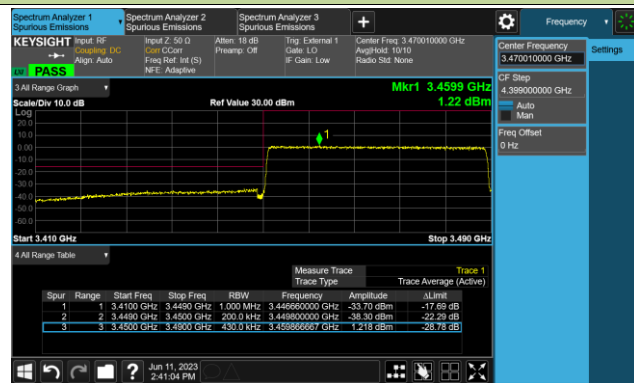 Spectrum Analyzer 1
Spurious Emissions
Spectrum Analyzer 2
Spurious Emissions
Spectrum Analyzer 3
Spurious Emissions
Frequency
KEYSIGHT
Input: RF
Coupling: DC
Align: Auto
Input Z: 50 Ω
Corr CCorr
Freq Ref: Int (S)
NFE: Adaptive
Atten: 18 dB
Preamp: Off
Trig: External 1
Gate: LO
IF Gain: Low
Center Freq: 3.470010000 GHz
Avg|Hold: 10/10
Radio Std: None
PASS
Center Frequency
3.470010000 GHz
Settings
CF Step
4.399000000 GHz
Auto
Man
Freq Offset
0 Hz
3 All Range Graph
Mkr1 3.4599 GHz
Scale/Div 10.0 dB
Ref Value 30.00 dBm
1.22 dBm
Log
20.0
10.0
0.00
-10.0
-20.0
-30.0
-40.0
-50.0
-60.0
1
Start 3.410 GHz
Stop 3.490 GHz
4 All Range Table
Measure Trace
Trace 1
Trace Type
Trace Average (Active)
Spur Range Start Freq Stop Freq RBW Frequency Amplitude ΔLimit
1 1 3.4100 GHz 3.4490 GHz 1.000 MHz 3.446660000 GHz -33.70 dBm -17.69 dB
2 2 3.4490 GHz 3.4500 GHz 200.0 kHz 3.449800000 GHz -38.30 dBm -22.29 dB
3 3 3.4500 GHz 3.4900 GHz 430.0 kHz 3.459866667 GHz 1.218 dBm -28.78 dB
Jun 11, 2023
2:41:04 PM